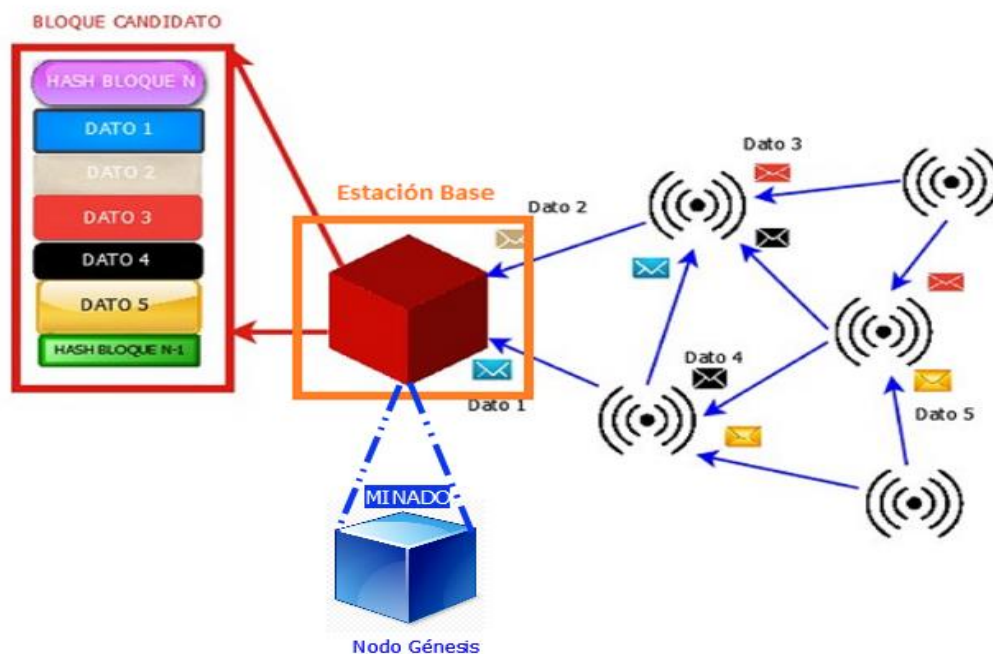 BLOQUE CANDIDATO
HASH BLOQUE N
DATO 1
DATO 2
DATO 3
DATO 4
DATO 5
HASH BLOQUE N-1
Estación Base
Dato 3
Dato 2
Dato 4
Dato 1
Dato 5
MINADO
Nodo Génesis